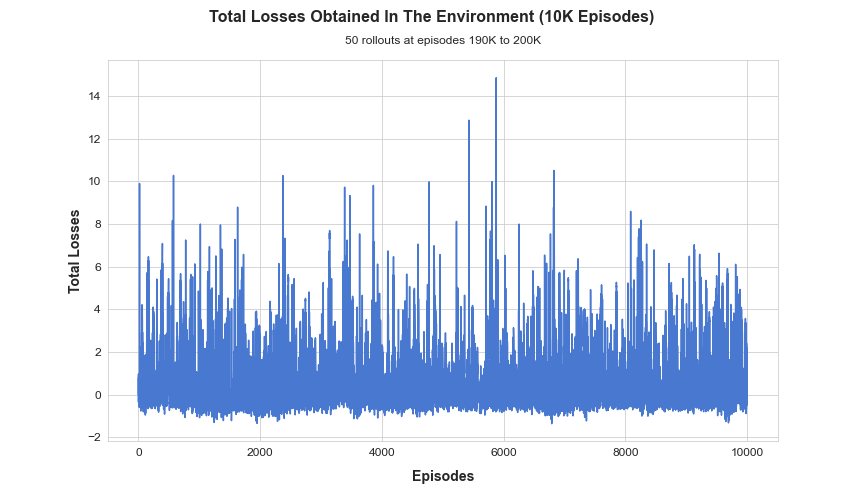 Total Losses Obtained In The Environment (10K Episodes)
50 rollouts at episodes 190K to 200K
14
12
10
8
6
4
2
0
−2
Total Losses
0 2000 4000 6000 8000 10000
Episodes